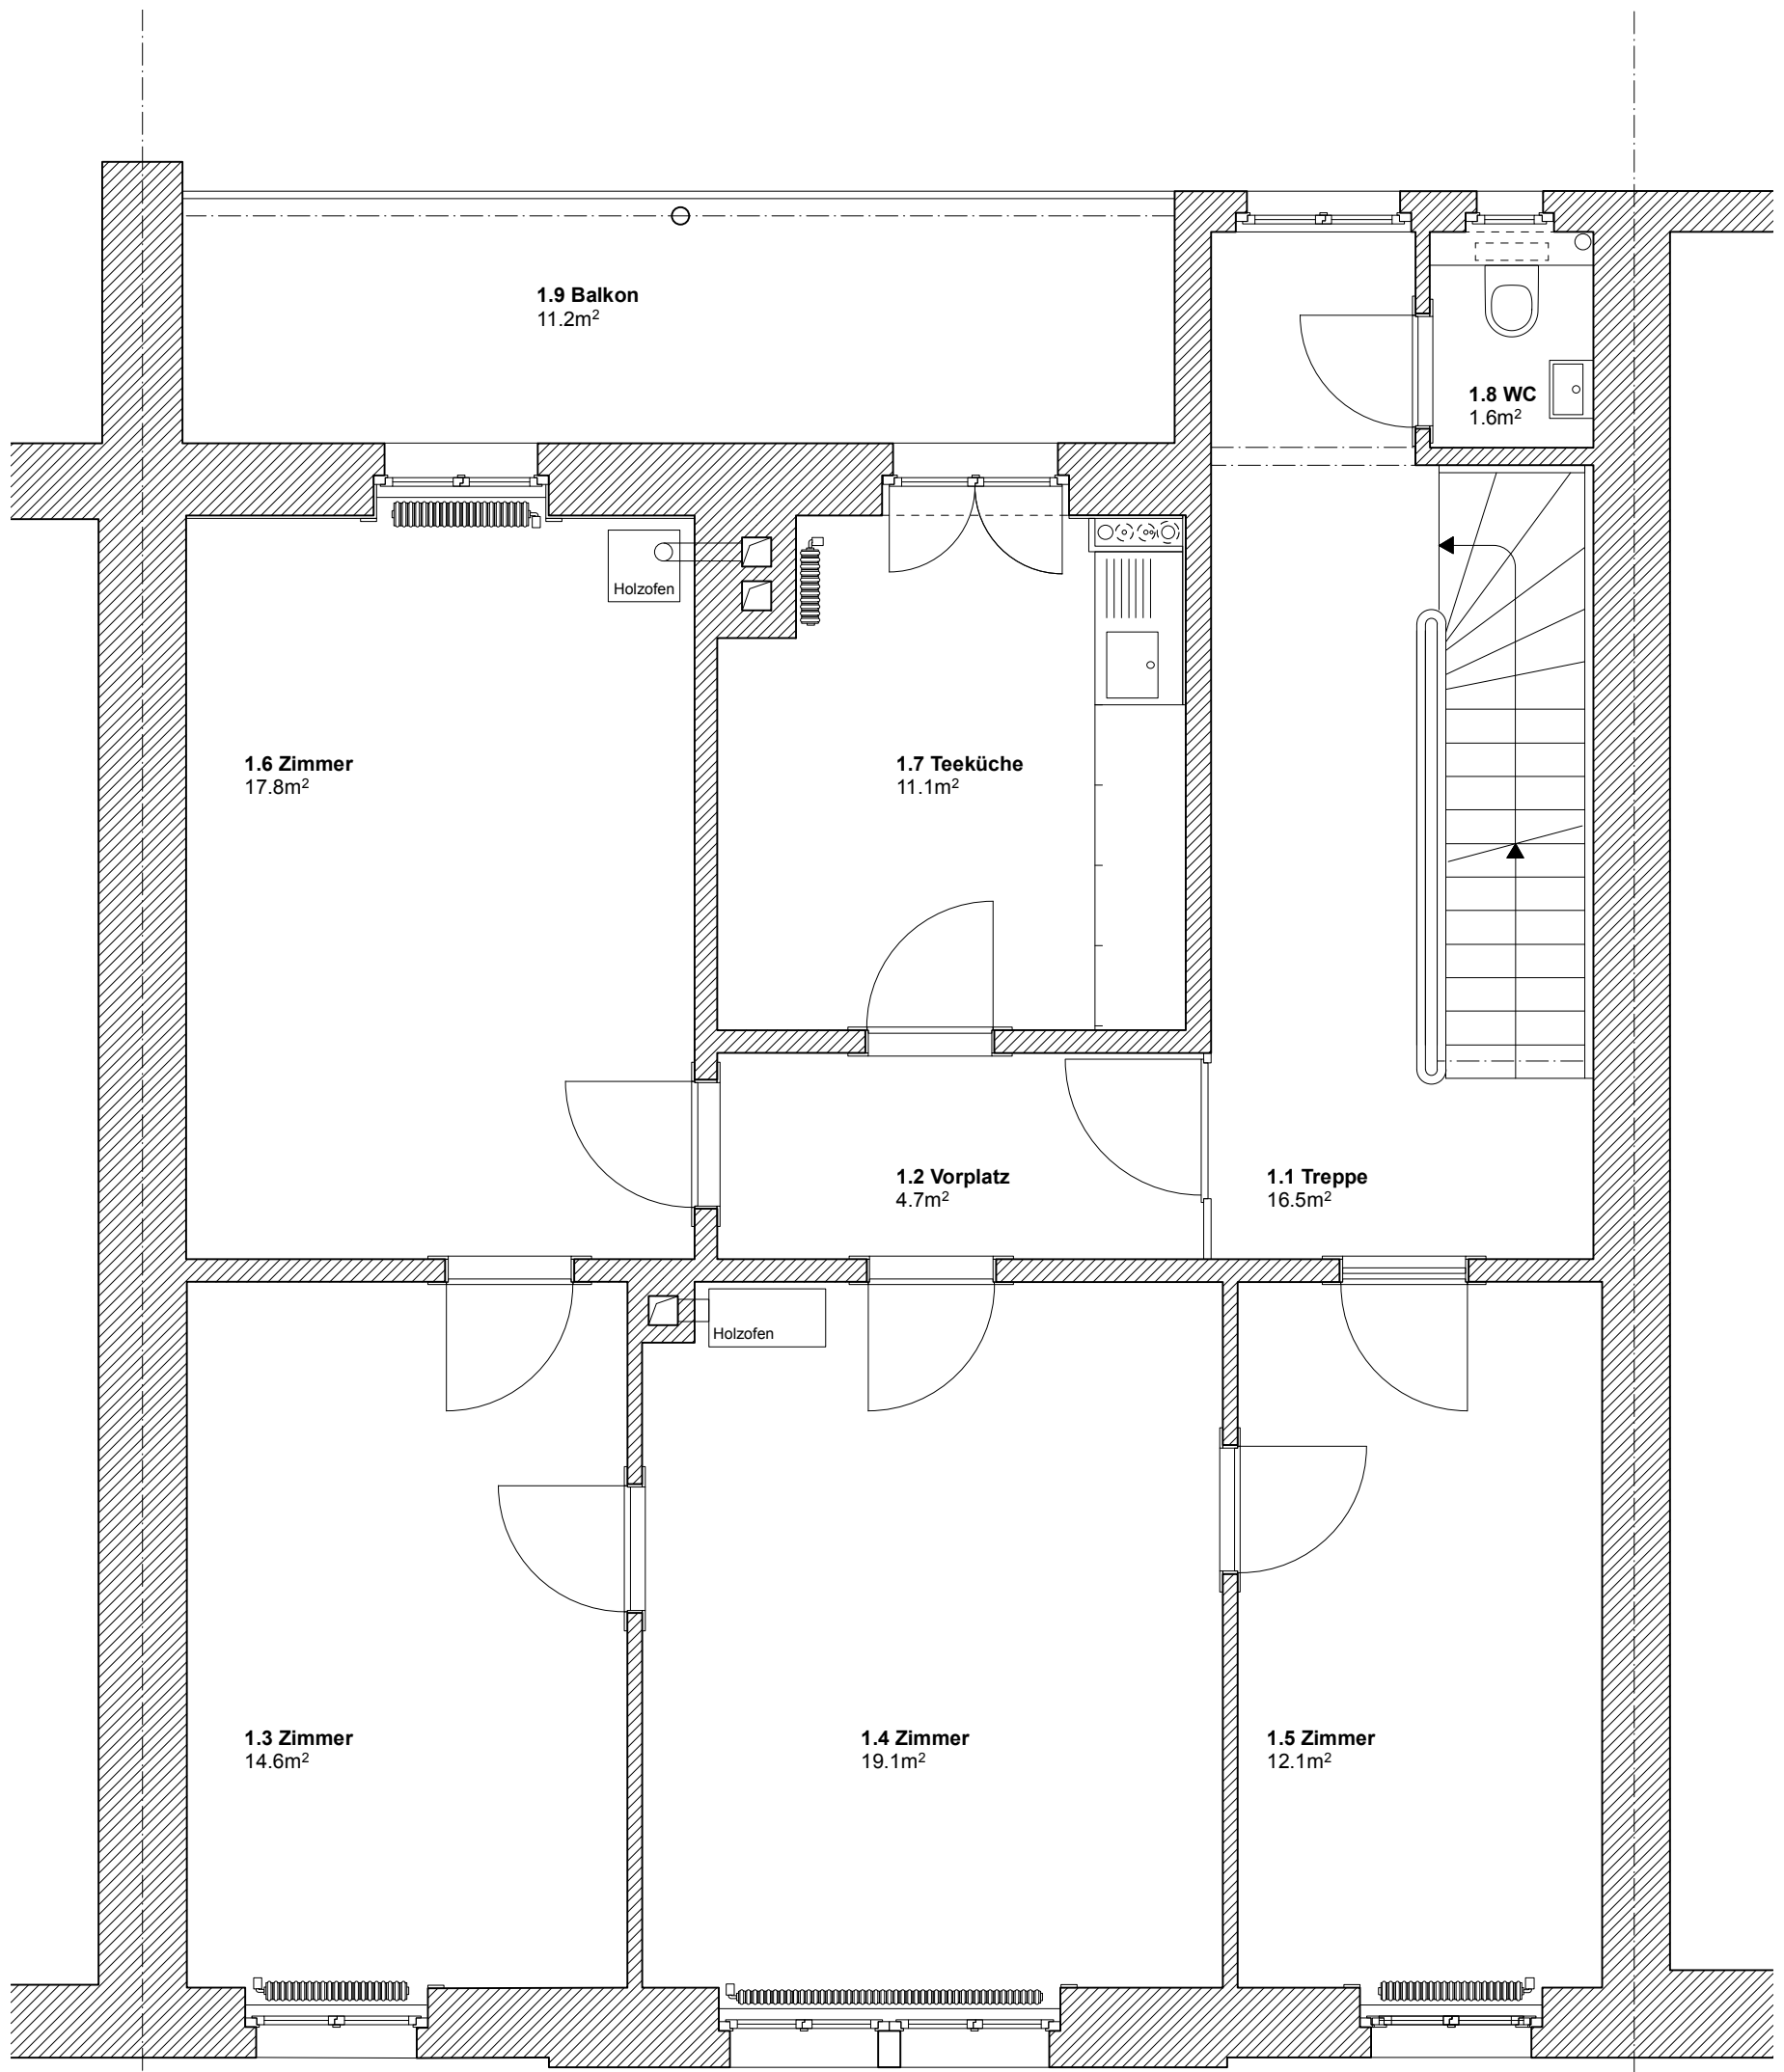 1.9 Balkon
11.2m²
1.8 WC
1.6m²
Holzofen
1.6 Zimmer
17.8m²
1.7 Teeküche
11.1m²
1.2 Vorplatz
4.7m²
1.1 Treppe
16.5m²
Holzofen
1.3 Zimmer
14.6m²
1.4 Zimmer
19.1m²
1.5 Zimmer
12.1m²